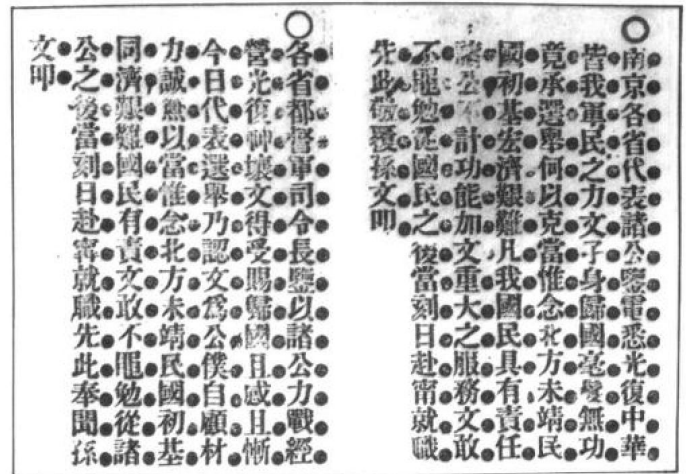 南京各省代表諸公鑒電悉光復中華
皆我軍民之力文孑身歸國毫髮無功
竟承選舉何以克當惟念北方未靖民
國初基宏濟艱難凡我國民具有責任
諸公不計功能加文重大之服務文敢
不黽勉從國民之後當刻日赴甯就職
先此敬覆孫文叩
各省都督軍司令長鑒以諸公力戰經
營光復神壤文得受賜歸國且感且慚
今日代表選舉乃認文爲公僕自顧材
力誠無以當惟念北方未靖民國初基
同濟艱難國民有責文敢不黽勉從諸
公之後當刻日赴甯就職先此奉聞孫
文叩